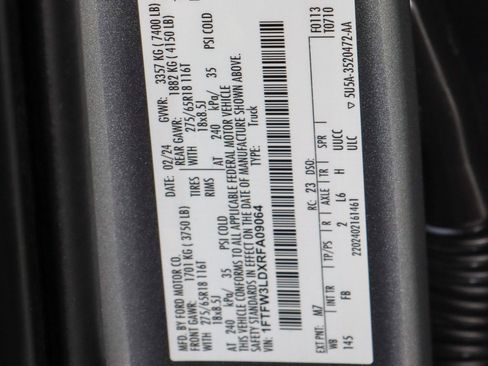 MFD. BY FORD MOTOR CO.
DATE: 02/24 GVWR: 3357 KG (7400 LB)
FRONT GAWR: 1701 KG (3750 LB) REAR GAWR: 1882 KG (4150 LB)
275/65R18 116T TIRES WITH 275/65R18 116T
18x8.5J RIMS 18x8.5J
AT 240 kPa/ 35 PSI COLD AT 240 kPa/ 35 PSI COLD
THIS VEHICLE CONFORMS TO ALL APPLICABLE FEDERAL MOTOR VEHICLE
SAFETY STANDARDS IN EFFECT ON THE DATE OF MANUFACTURE SHOWN ABOVE.
VIN: 1FTFW3LDXRFA09064 TYPE: Truck
F0113
T0710
EXT PNT: M7 RC: 23 DSO:
WB INT TR TP/PS R AXLE TR SPR
145 FB 2 L6 H UUCC
2202402161461 ULC
5U5A-3520472-AA